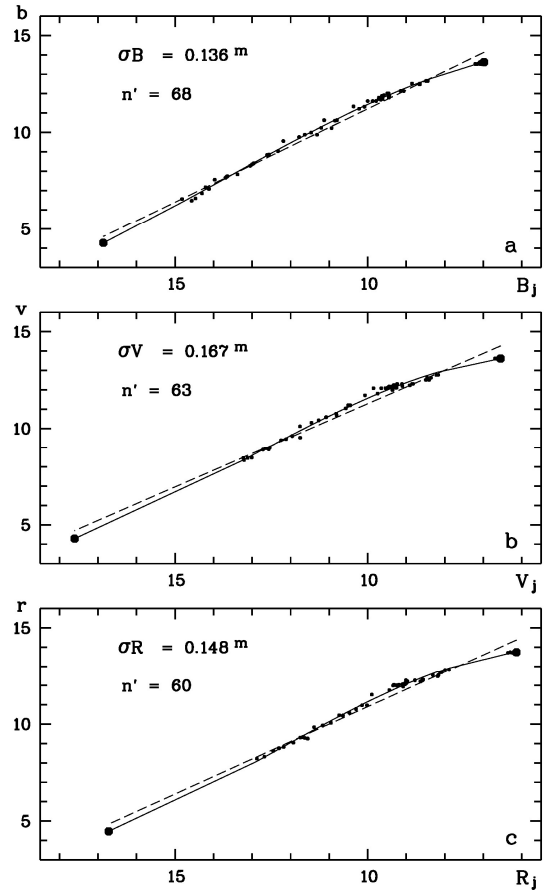 b
15
σB = 0.136 m
n' = 68
10
5
a
15
10
Bj
v
15
σV = 0.167 m
n' = 63
10
5
b
15
10
Vj
r
15
σR = 0.148 m
n' = 60
10
5
c
15
10
Rj